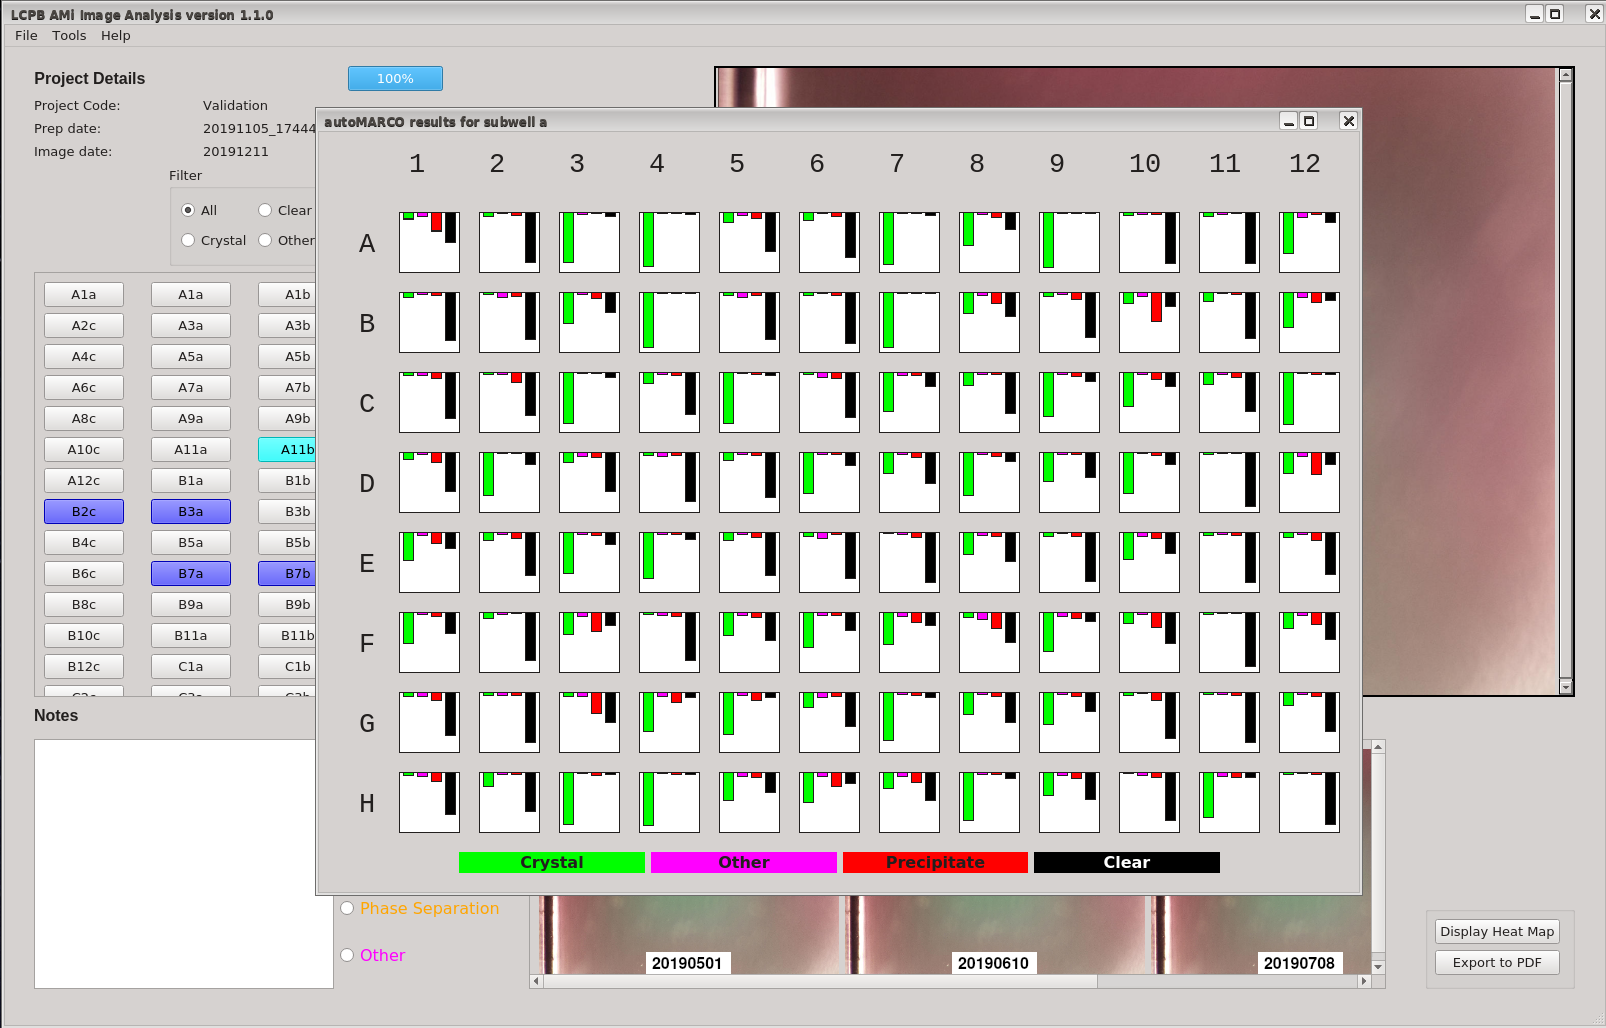 LCPB AMi Image Analysis version 1.1.0
File Tools Help
Project Details
100%
Project Code: Validation
Prep date: 20191105_17444
Image date: 20191211
Filter
All Clear
Crystal Other
A1a A1a A1b
A2c A3a A3b
A4c A5a A5b
A6c A7a A7b
A8c A9a A9b
A10c A11a A11b
A12c B1a B1b
B2c B3a B3b
B4c B5a B5b
B6c B7a B7b
B8c B9a B9b
B10c B11a B11b
B12c C1a C1b
Notes
autoMARCO results for subwell a
1 2 3 4 5 6 7 8 9 10 11 12
A
B
C
D
E
F
G
H
Crystal Other Precipitate Clear
Phase Separation
Other
20190501 20190610 20190708
Display Heat Map
Export to PDF